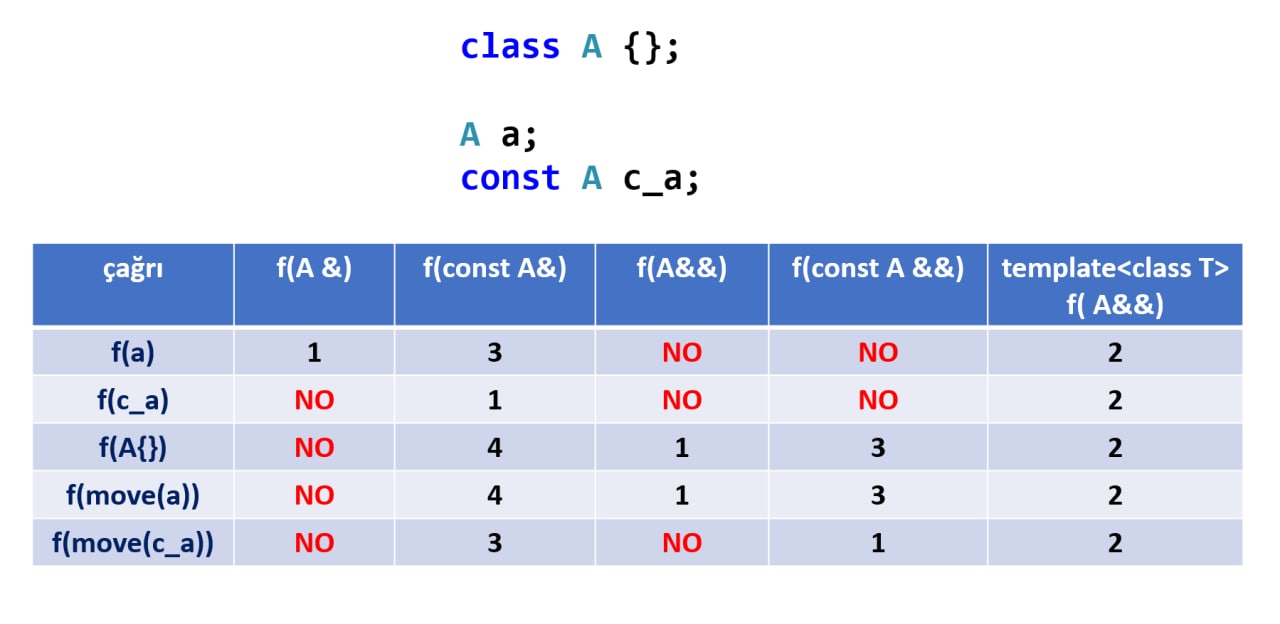 class A {};
A a;
const A c_a;
çağrı f(A &) f(const A&) f(A&&) f(const A &&) template<class T>
f( A&&)
f(a) 1 3 NO NO 2
f(c_a) NO 1 NO NO 2
f(A{}) NO 4 1 3 2
f(move(a)) NO 4 1 3 2
f(move(c_a)) NO 3 NO 1 2